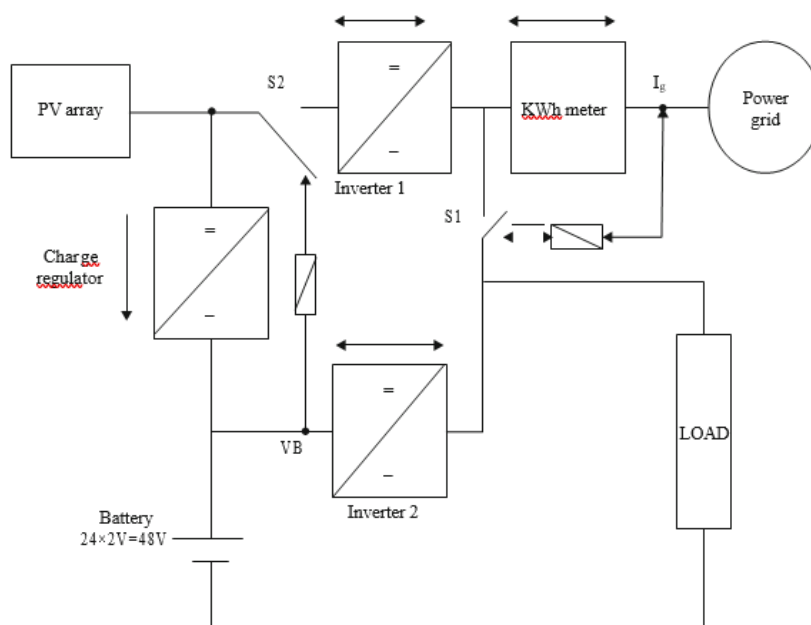 PV array
S2
=
–
Inverter 1
KWh meter
Ig
Power
grid
S1
Charge
regulator
=
–
=
–
VB
Inverter 2
LOAD
Battery
24×2V=48V